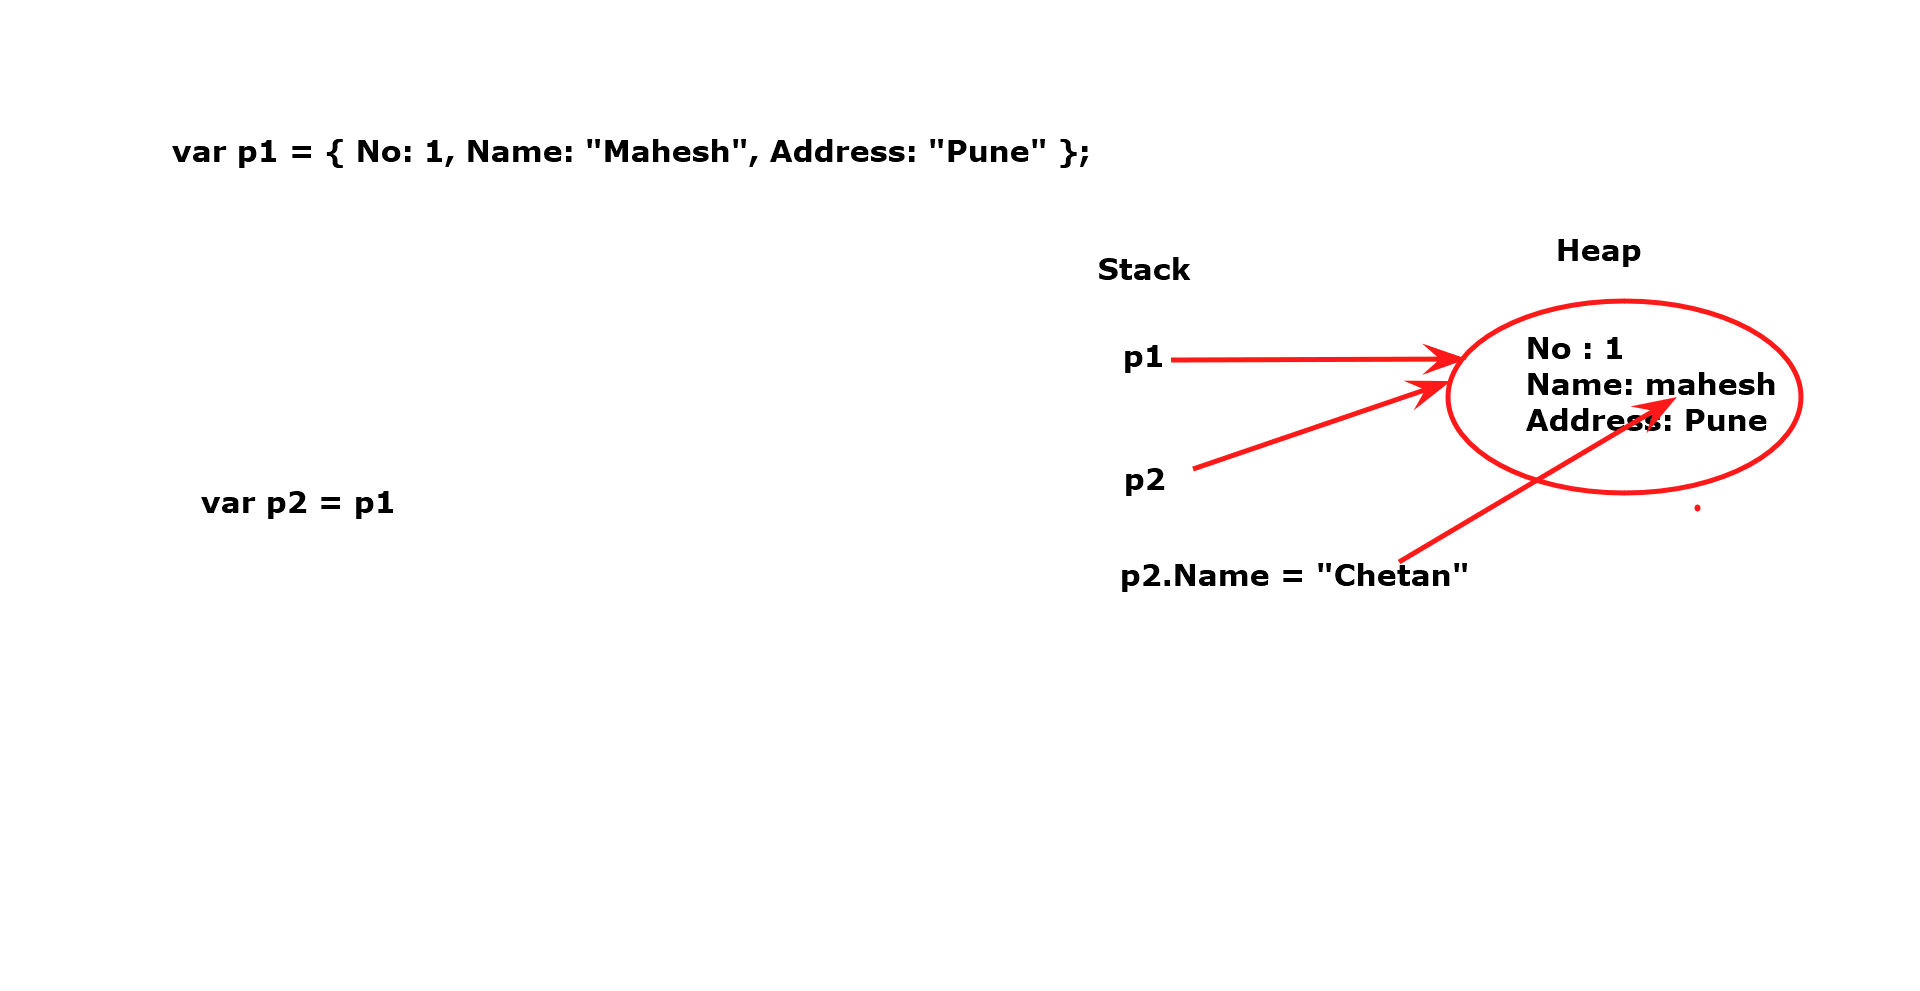 var p1 = { No: 1, Name: "Mahesh", Address: "Pune" };
Heap
Stack
No : 1
p1
Name: mahesh
Address: Pune
p2
var p2 = p1
p2.Name = "Chetan"